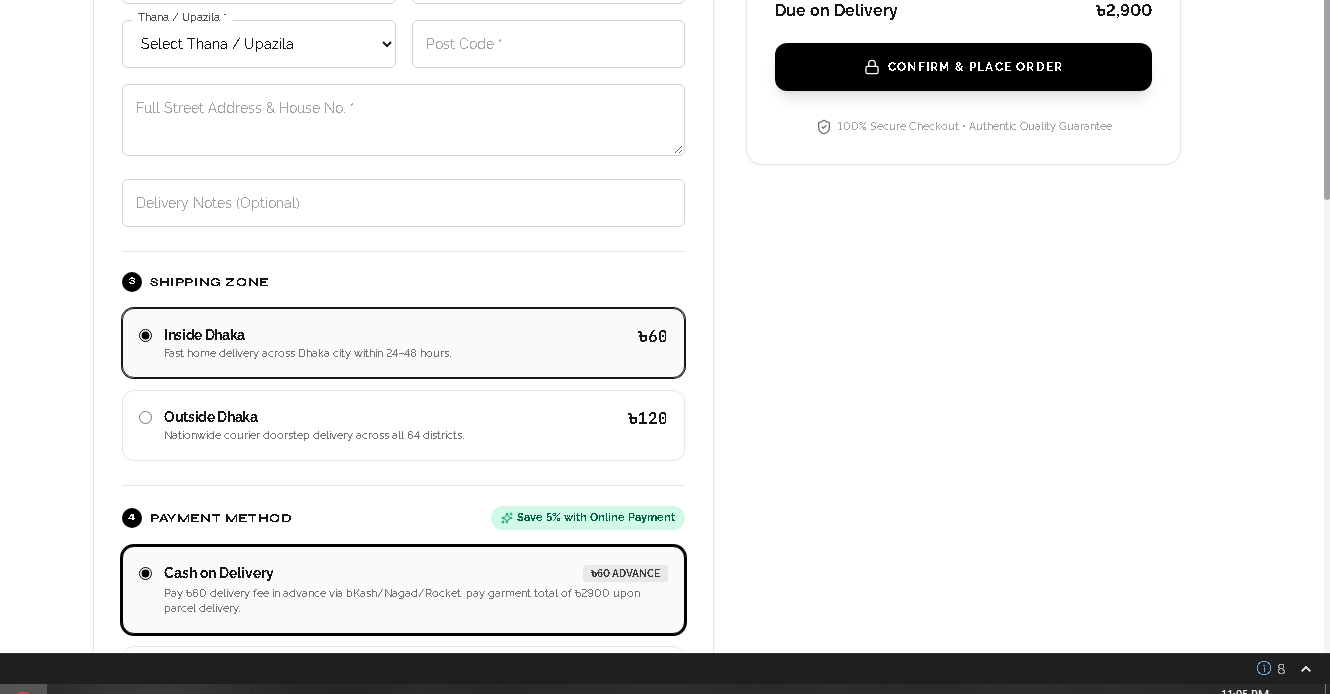 Thana / Upazila *
Select Thana / Upazila
Post Code *
Full Street Address & House No. *
Delivery Notes (Optional)
3 SHIPPING ZONE
Inside Dhaka
৳60
Fast home delivery across Dhaka city within 24–48 hours.
Outside Dhaka
৳120
Nationwide courier doorstep delivery across all 64 districts.
4 PAYMENT METHOD
Save 5% with Online Payment
Cash on Delivery
৳60 ADVANCE
Pay ৳60 delivery fee in advance via bKash/Nagad/Rocket, pay garment total of ৳2900 upon
parcel delivery.
Due on Delivery
৳2,900
CONFIRM & PLACE ORDER
100% Secure Checkout • Authentic Quality Guarantee
8
11:05 PM